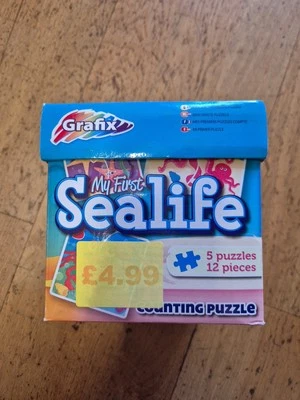 Grafix
My First
Sealife
£4.99
5 puzzles
12 pieces
COUNTING PUZZLE